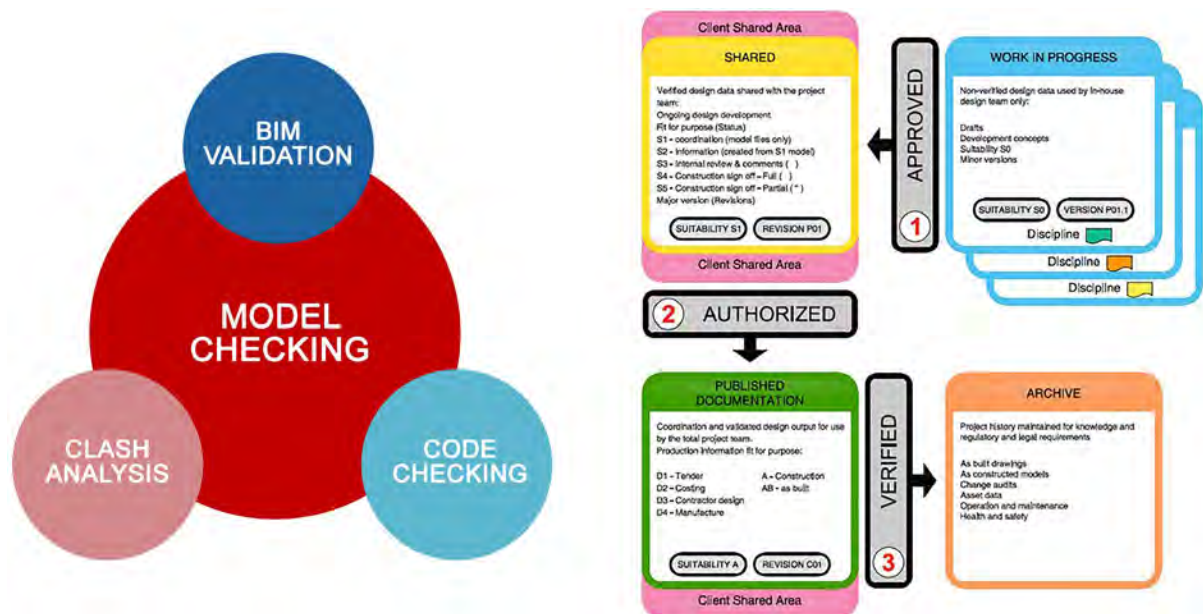 BIM
VALIDATION
MODEL
CHECKING
CLASH
ANALYSIS
CODE
CHECKING
Client Shared Area
SHARED
Verified design data shared with the project
team:
Ongoing design development
Fit for purpose (Status)
S1 - coordination (model files only)
S2 - Information (created from S1 model)
S3 - Internal review & comments ( )
S4 - Construction sign off - Full ( )
S5 - Construction sign off - Partial ( * )
Major version (Revisions)
SUITABILITY S1
REVISION P01
Client Shared Area
APPROVED
1
WORK IN PROGRESS
Non-verified design data used by in-house
design team only:
Drafts
Development concepts
Suitability S0
Minor versions
SUITABILITY S0
VERSION P01.1
Discipline
Discipline
Discipline
2 AUTHORIZED
PUBLISHED
DOCUMENTATION
Coordination and validated design output for use
by the total project team.
Production information fit for purpose:
D1 - Tender
D2 - Costing
D3 - Contractor design
D4 - Manufacture
A - Construction
AB - as built
SUITABILITY A
REVISION C01
Client Shared Area
VERIFIED
3
ARCHIVE
Project history maintained for knowledge and
regulatory and legal requirements
As built drawings
As constructed models
Change audits
Asset data
Operation and maintenance
Health and safety